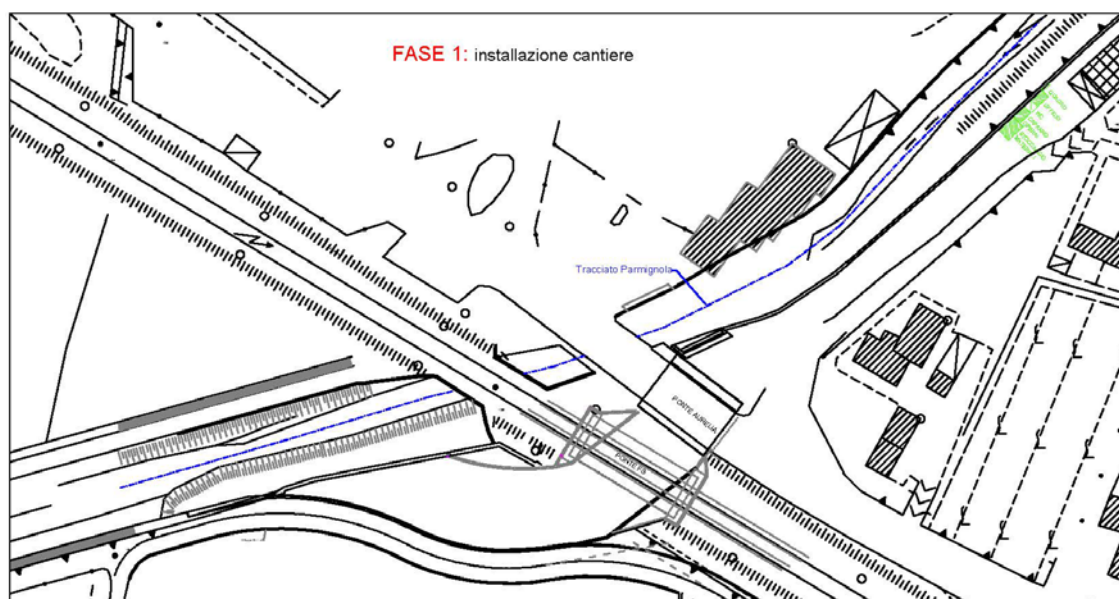 FASE 1: installazione cantiere
Tracciato Parmignola
PONTE AURELIA
PONTE FS